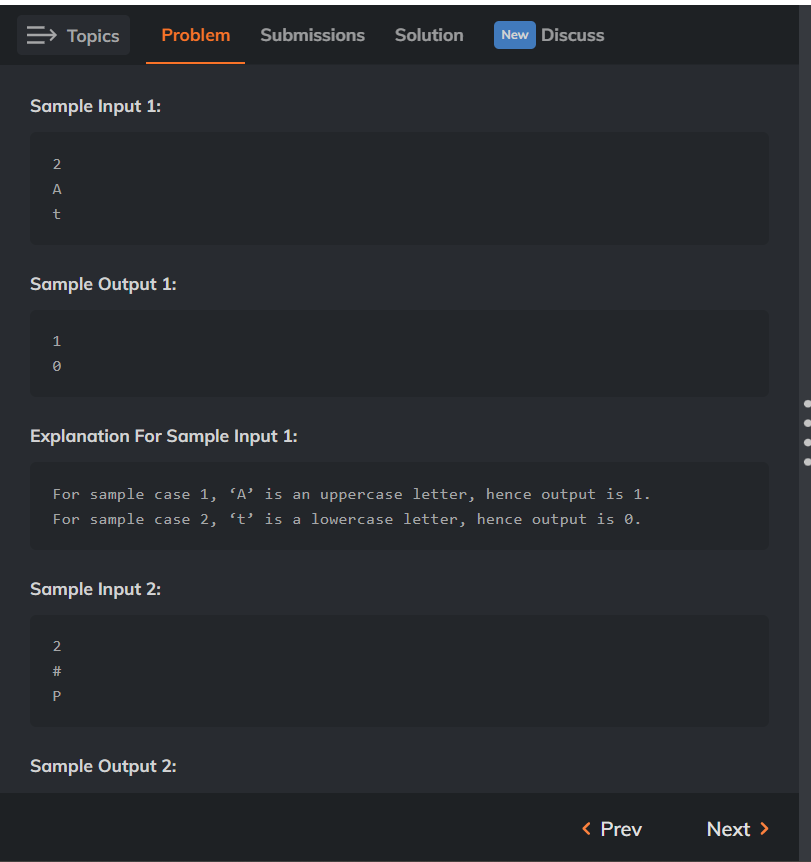 Topics Problem Submissions Solution New Discuss
Sample Input 1:
2
A
t
Sample Output 1:
1
0
Explanation For Sample Input 1:
For sample case 1, ‘A’ is an uppercase letter, hence output is 1.
For sample case 2, ‘t’ is a lowercase letter, hence output is 0.
Sample Input 2:
2
#
P
Sample Output 2:
Prev Next